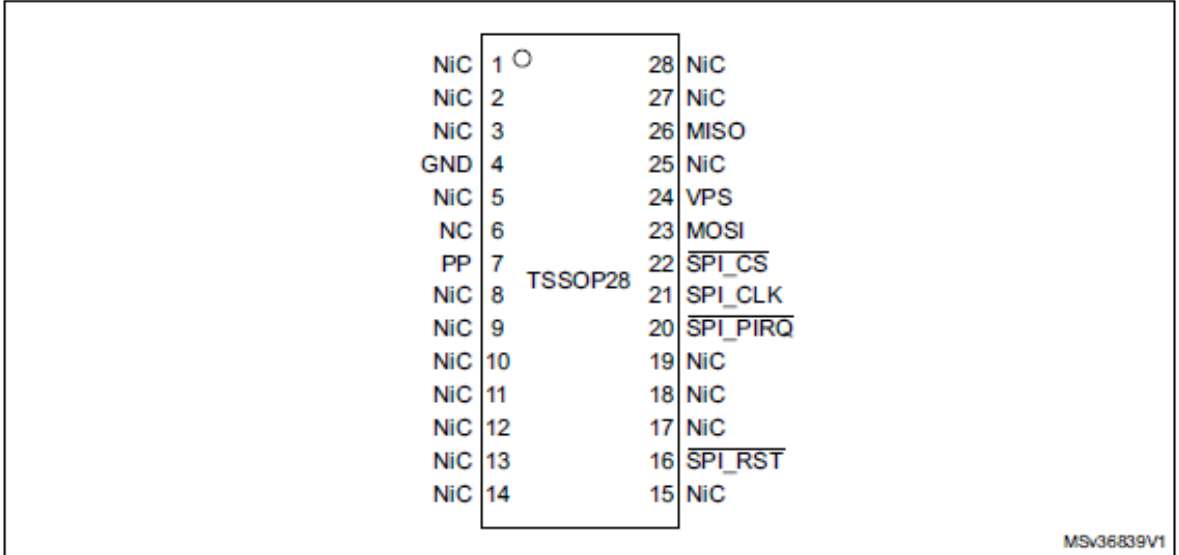 NiC 1 28 NiC
NiC 2 27 NiC
NiC 3 26 MISO
GND 4 25 NiC
NiC 5 24 VPS
NC 6 23 MOSI
PP 7 22 SPI_CS
TSSOP28
NiC 8 21 SPI_CLK
NiC 9 20 SPI_PIRQ
NiC 10 19 NiC
NiC 11 18 NiC
NiC 12 17 NiC
NiC 13 16 SPI_RST
NiC 14 15 NiC
MSv36839V1